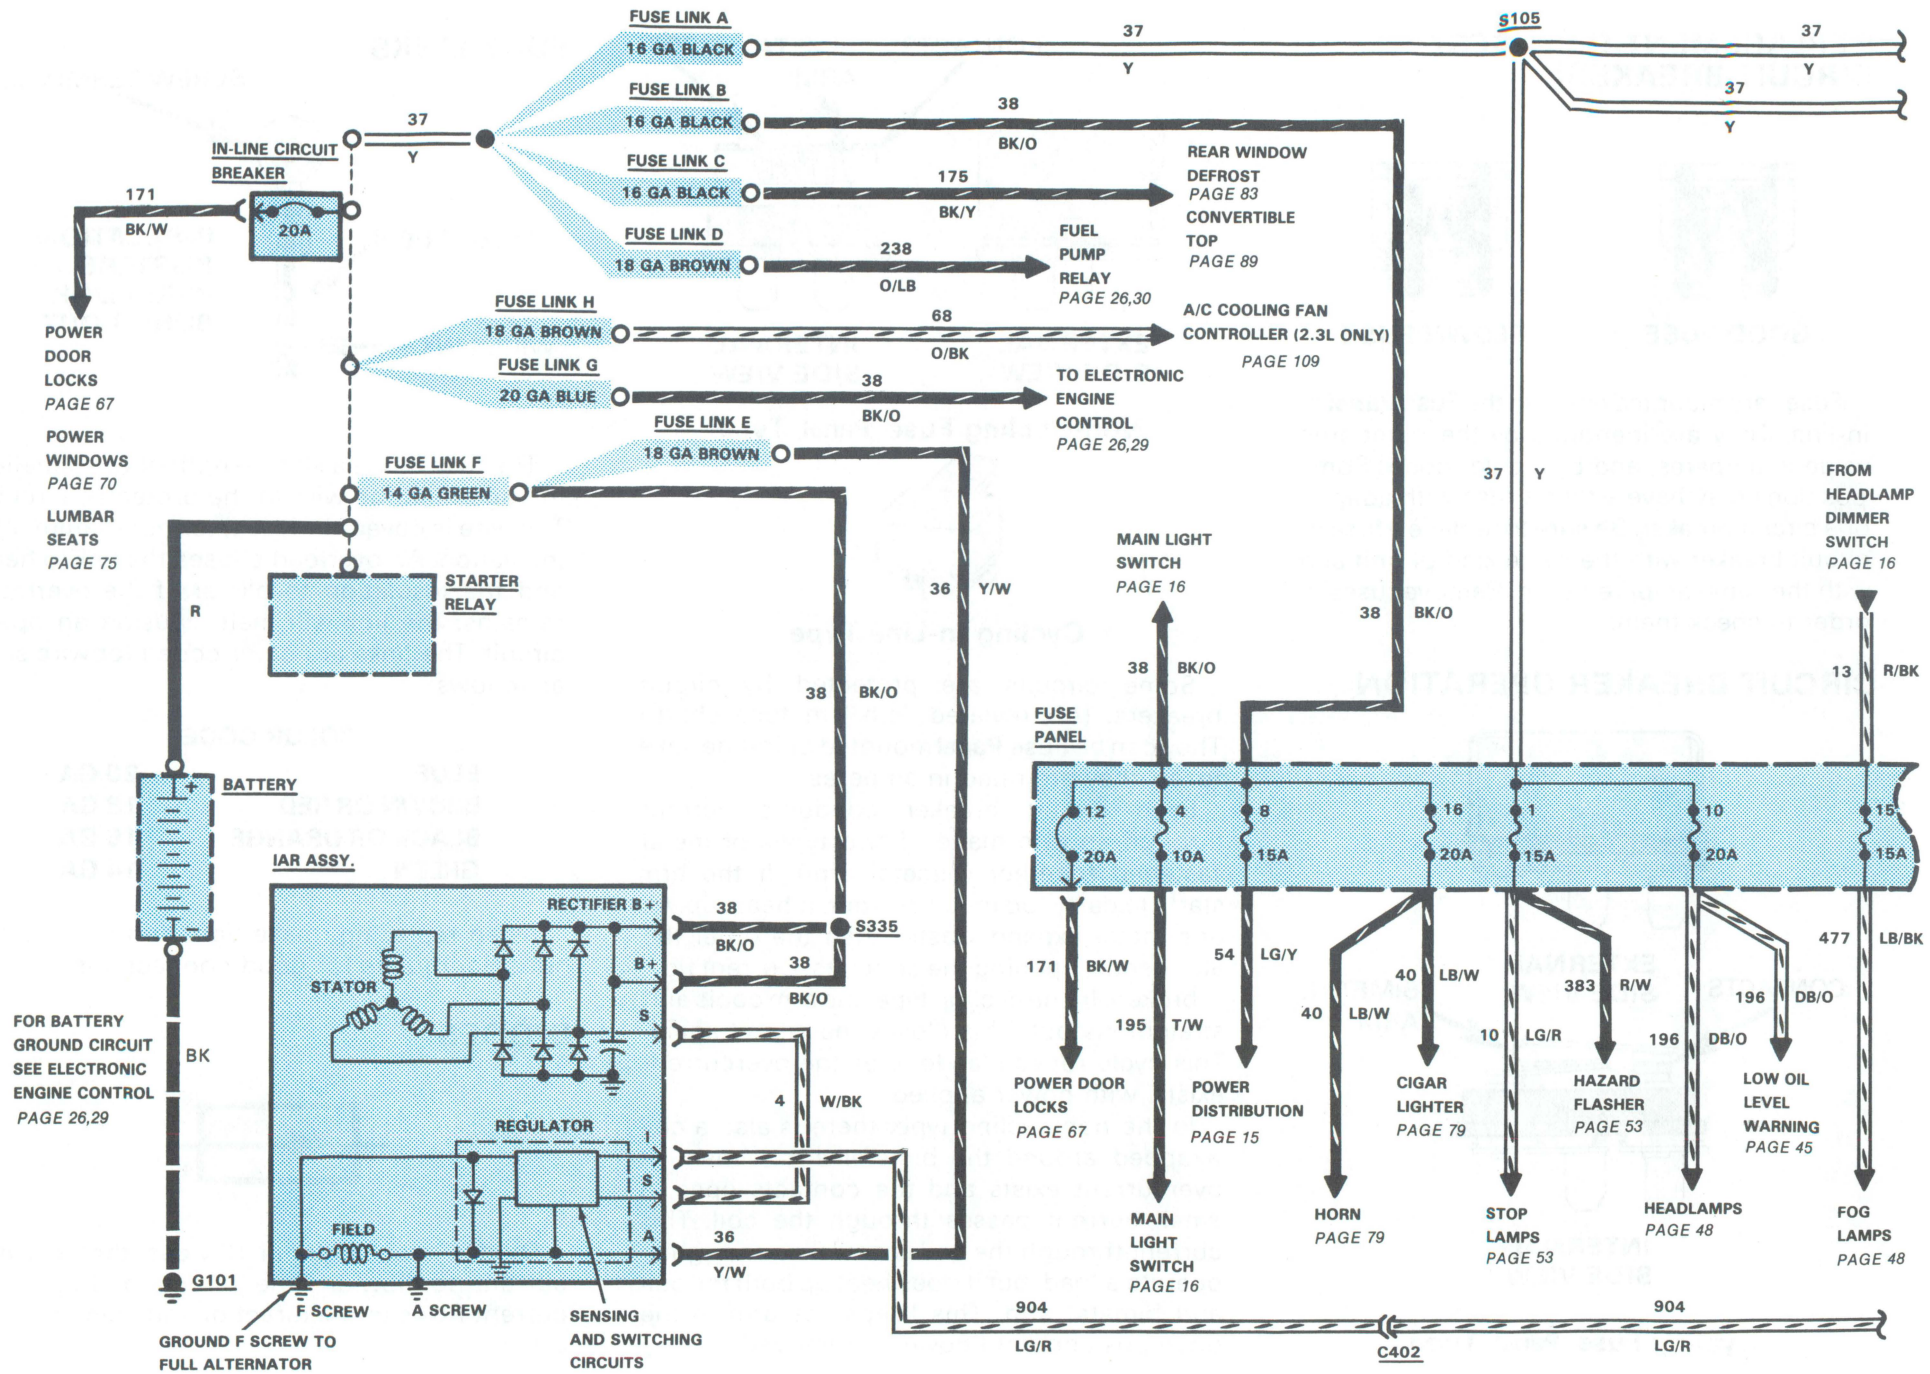 FUSE LINK A
16 GA BLACK
37
Y
S105
37
Y
37
Y
FUSE LINK B
16 GA BLACK
38
BK/O
37
Y
IN-LINE CIRCUIT
BREAKER
20A
171
BK/W
FUSE LINK C
16 GA BLACK
175
BK/Y
REAR WINDOW
DEFROST
PAGE 83
CONVERTIBLE
TOP
PAGE 89
FUSE LINK D
18 GA BROWN
238
O/LB
FUEL
PUMP
RELAY
PAGE 26,30
FUSE LINK H
18 GA BROWN
68
O/BK
A/C COOLING FAN
CONTROLLER (2.3L ONLY)
PAGE 109
FUSE LINK G
20 GA BLUE
38
BK/O
TO ELECTRONIC
ENGINE
CONTROL
PAGE 26,29
FUSE LINK E
18 GA BROWN
FUSE LINK F
14 GA GREEN
POWER
DOOR
LOCKS
PAGE 67
POWER
WINDOWS
PAGE 70
LUMBAR
SEATS
PAGE 75
R
STARTER
RELAY
36
Y/W
38
BK/O
37
Y
38
BK/O
MAIN LIGHT
SWITCH
PAGE 16
38
BK/O
FROM
HEADLAMP
DIMMER
SWITCH
PAGE 16
13
R/BK
FUSE
PANEL
12
20A
4
10A
8
15A
16
20A
1
15A
10
20A
15
15A
BATTERY
+
-
IAR ASSY.
RECTIFIER B+
B+
S
STATOR
38
BK/O
S335
38
BK/O
4
W/BK
REGULATOR
I
S
A
FIELD
36
Y/W
FOR BATTERY
GROUND CIRCUIT
SEE ELECTRONIC
ENGINE CONTROL
PAGE 26,29
BK
G101
F SCREW
A SCREW
GROUND F SCREW TO
FULL ALTERNATOR
SENSING
AND SWITCHING
CIRCUITS
171
BK/W
195
T/W
54
LG/Y
40
LB/W
40
LB/W
10
LG/R
383
R/W
196
DB/O
196
DB/O
477
LB/BK
POWER DOOR
LOCKS
PAGE 67
MAIN
LIGHT
SWITCH
PAGE 16
POWER
DISTRIBUTION
PAGE 15
HORN
PAGE 79
CIGAR
LIGHTER
PAGE 79
STOP
LAMPS
PAGE 53
HAZARD
FLASHER
PAGE 53
HEADLAMPS
PAGE 48
LOW OIL
LEVEL
WARNING
PAGE 45
FOG
LAMPS
PAGE 48
904
LG/R
C402
904
LG/R